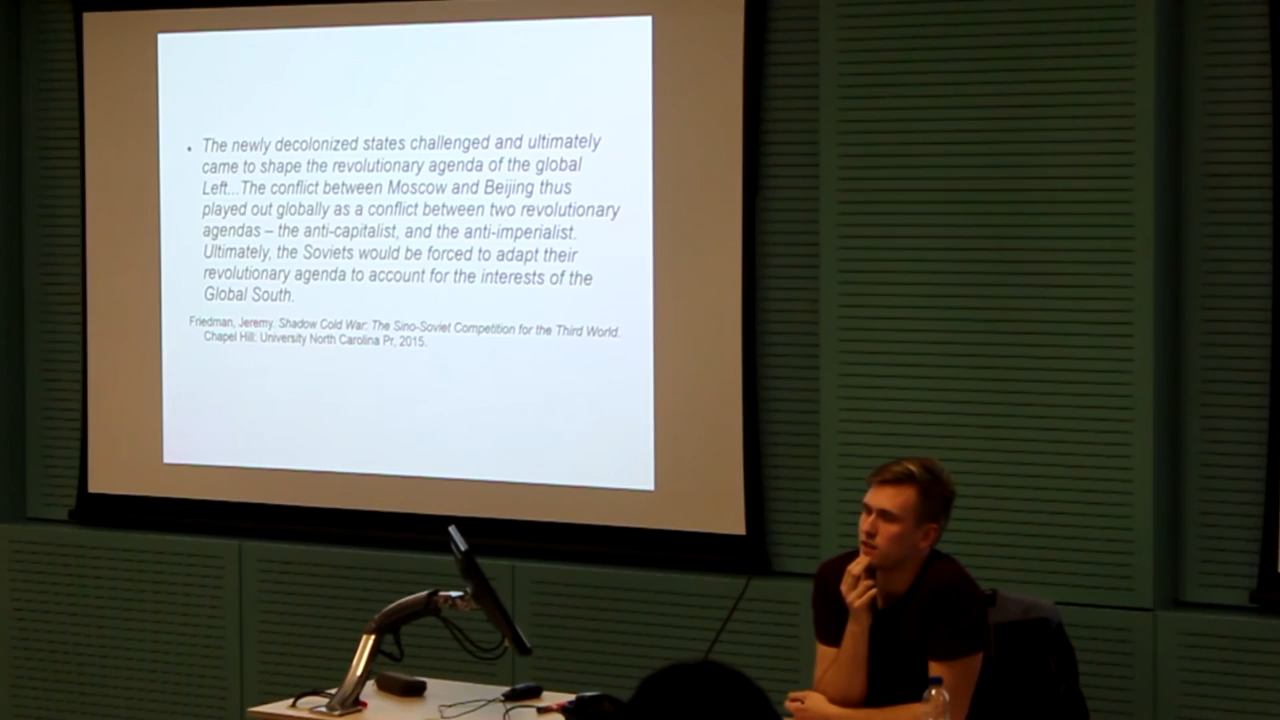 • The newly decolonized states challenged and ultimately
came to shape the revolutionary agenda of the global
Left...The conflict between Moscow and Beijing thus
played out globally as a conflict between two revolutionary
agendas – the anti-capitalist, and the anti-imperialist.
Ultimately, the Soviets would be forced to adapt their
revolutionary agenda to account for the interests of the
Global South.
Friedman, Jeremy. Shadow Cold War: The Sino-Soviet Competition for the Third World.
Chapel Hill: University North Carolina Pr, 2015.